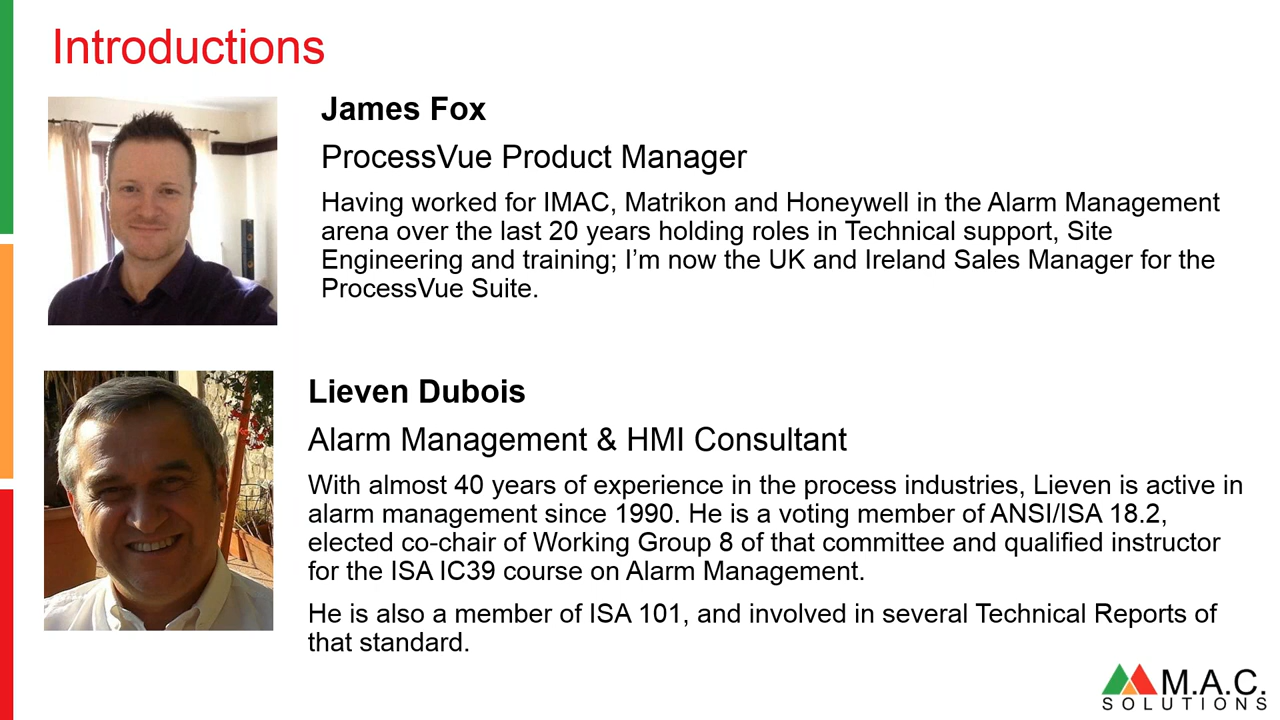 Introductions
James Fox
ProcessVue Product Manager
Having worked for IMAC, Matrikon and Honeywell in the Alarm Management
arena over the last 20 years holding roles in Technical support, Site
Engineering and training; I’m now the UK and Ireland Sales Manager for the
ProcessVue Suite.
Lieven Dubois
Alarm Management & HMI Consultant
With almost 40 years of experience in the process industries, Lieven is active in
alarm management since 1990. He is a voting member of ANSI/ISA 18.2,
elected co-chair of Working Group 8 of that committee and qualified instructor
for the ISA IC39 course on Alarm Management.
He is also a member of ISA 101, and involved in several Technical Reports of
that standard.
M.A.C.
SOLUTIONS